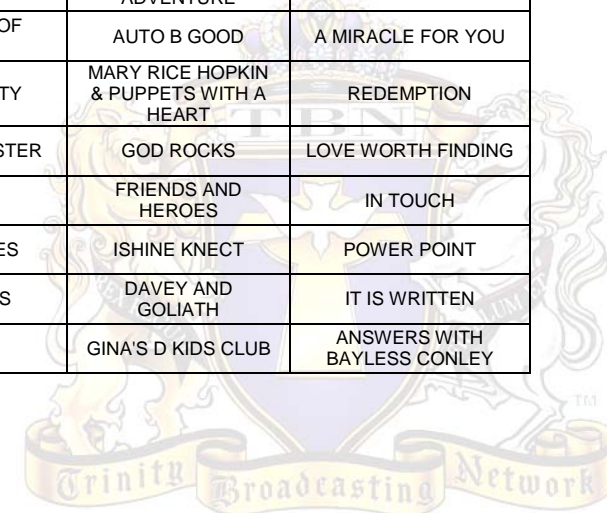 ADVENTURE
OF
AUTO B GOOD
A MIRACLE FOR YOU
TY
MARY RICE HOPKIN
& PUPPETS WITH A
HEART
REDEMPTION
STER
GOD ROCKS
LOVE WORTH FINDING
FRIENDS AND
HEROES
IN TOUCH
ES
ISHINE KNECT
POWER POINT
S
DAVEY AND
GOLIATH
IT IS WRITTEN
GINA'S D KIDS CLUB
ANSWERS WITH
BAYLESS CONLEY
TBN
TM
Trinity Broadcasting Network